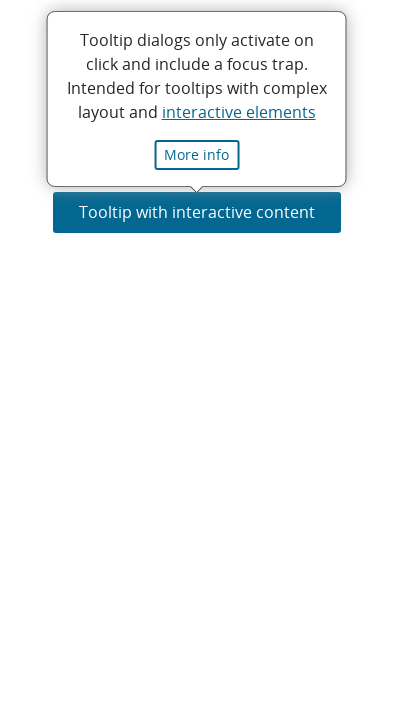 Tooltip dialogs only activate on
click and include a focus trap.
Intended for tooltips with complex
layout and interactive elements
More info
Tooltip with interactive content